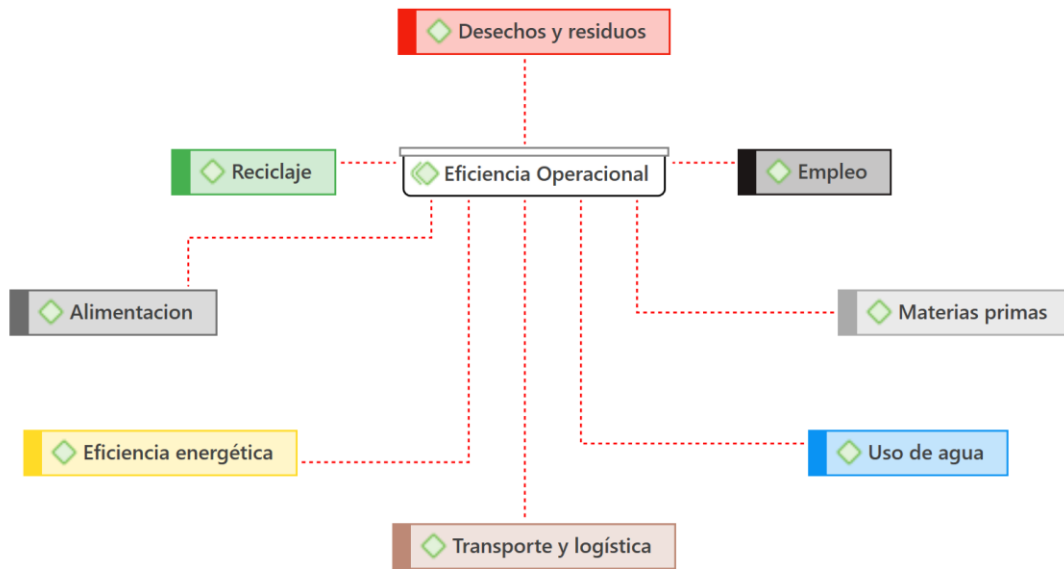 Desechos y residuos
Reciclaje
Eficiencia Operacional
Empleo
Alimentacion
Materias primas
Eficiencia energética
Uso de agua
Transporte y logística